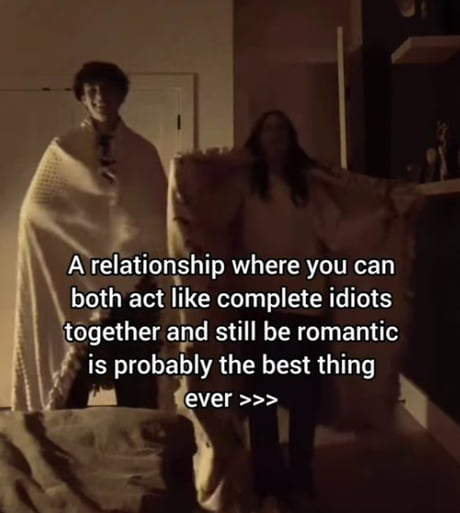 A relationship where you can
both act like complete idiots
together and still be romantic
is probably the best thing
ever >>>